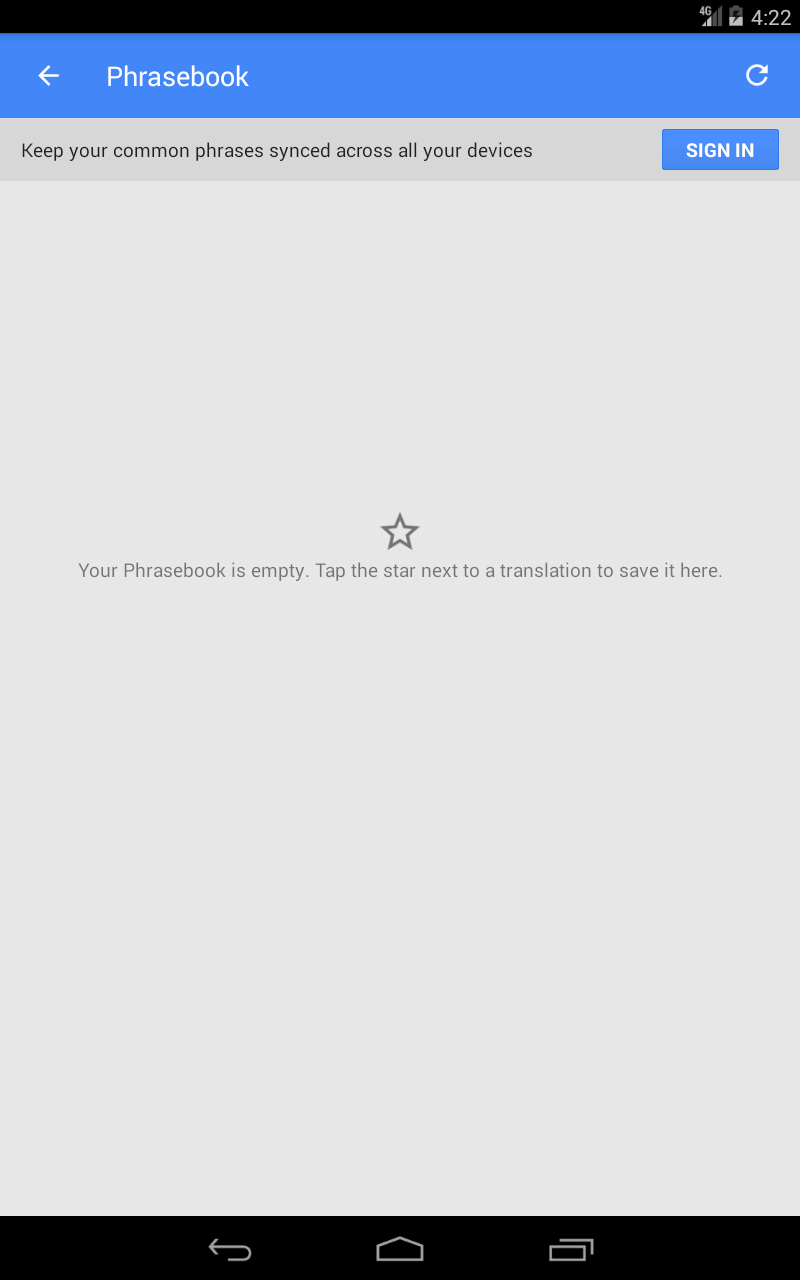 4G 4:22
Phrasebook
Keep your common phrases synced across all your devices SIGN IN
Your Phrasebook is empty. Tap the star next to a translation to save it here.